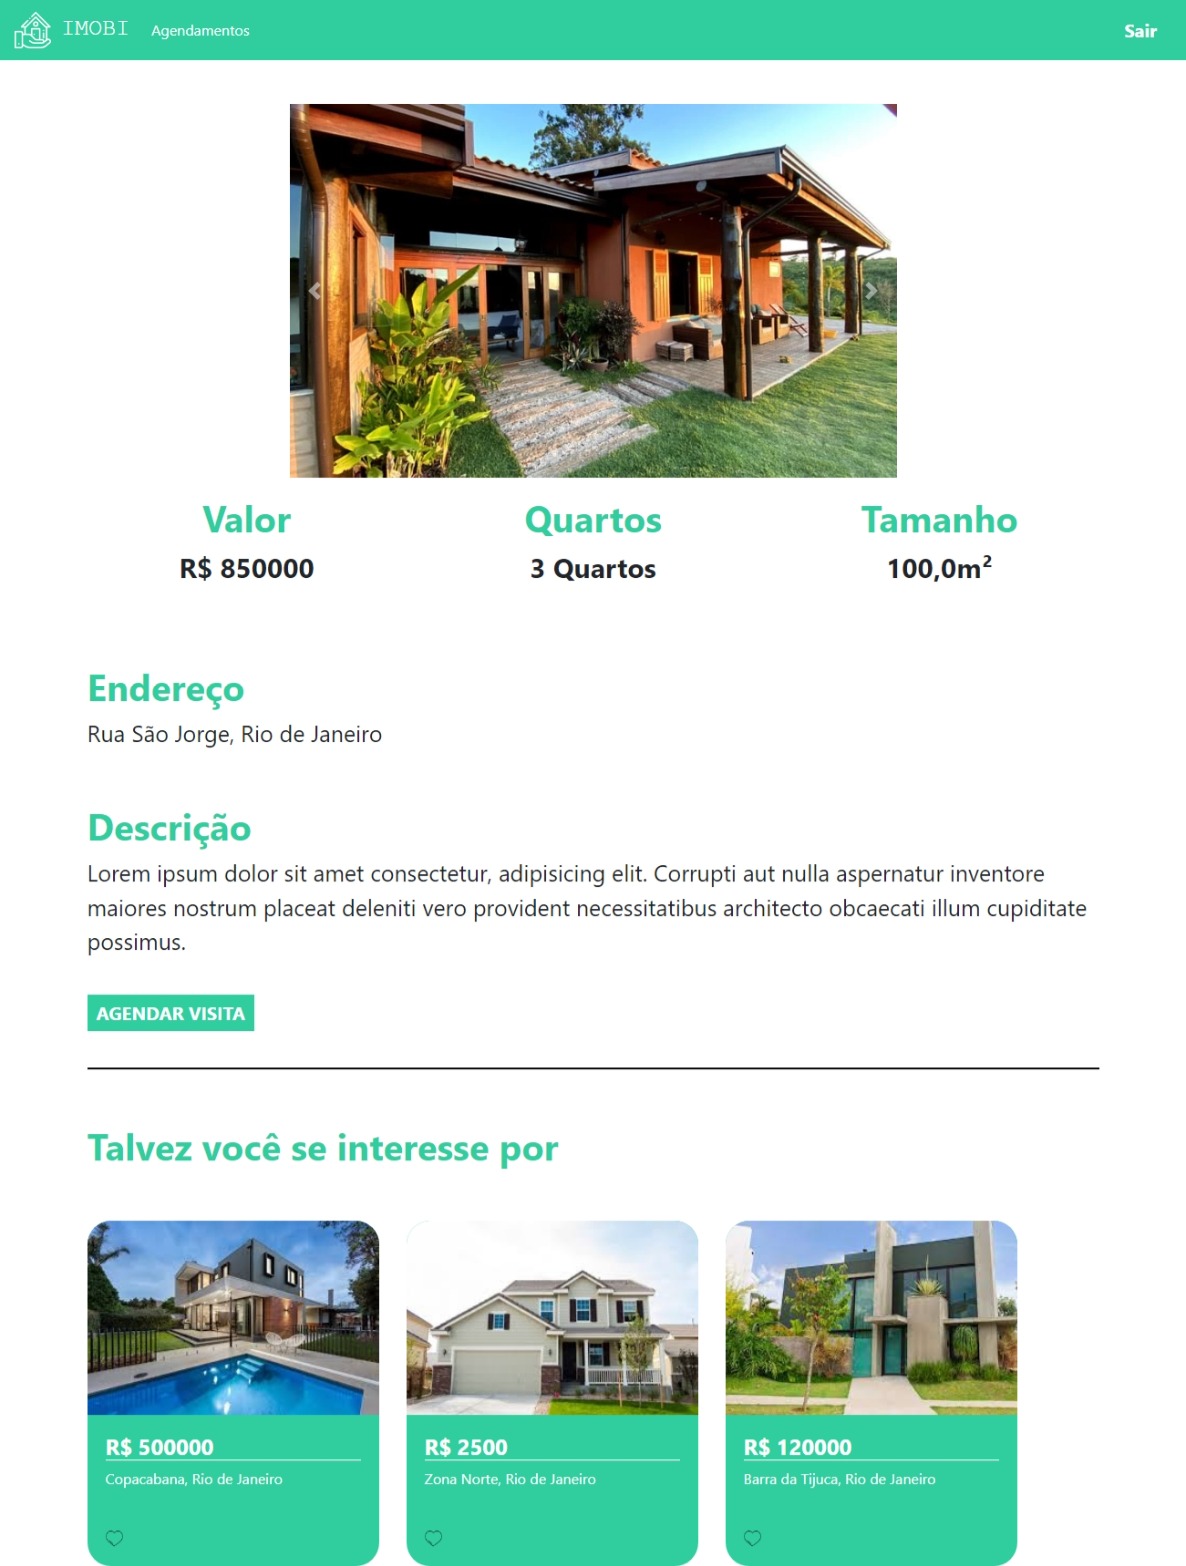 IMOBI Agendamentos Sair
Valor Quartos Tamanho
R$ 850000 3 Quartos 100,0m²
Endereço
Rua São Jorge, Rio de Janeiro
Descrição
Lorem ipsum dolor sit amet consectetur, adipisicing elit. Corrupti aut nulla aspernatur inventore
maiores nostrum placeat deleniti vero provident necessitatibus architecto obcaecati illum cupiditate
possimus.
AGENDAR VISITA
Talvez você se interesse por
R$ 500000 R$ 2500 R$ 120000
Copacabana, Rio de Janeiro Zona Norte, Rio de Janeiro Barra da Tijuca, Rio de Janeiro